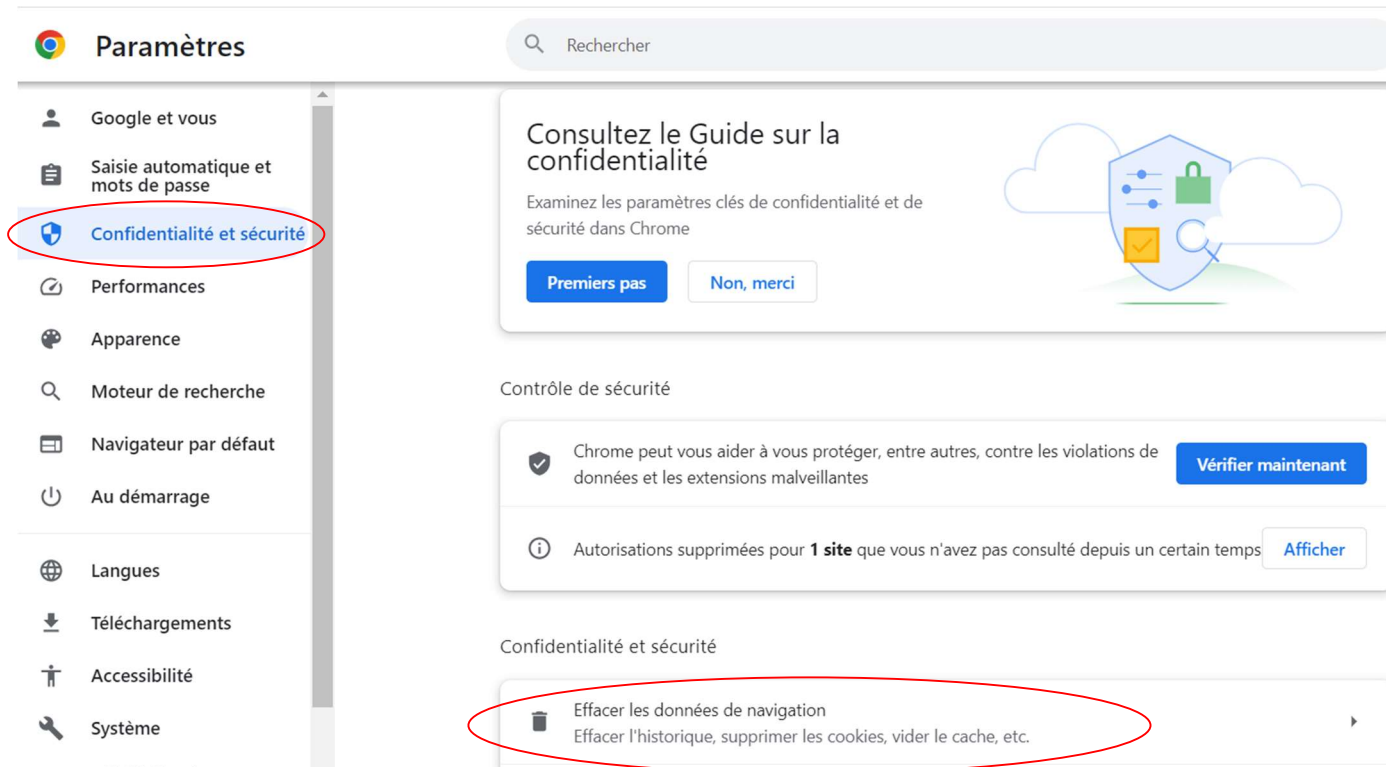 Paramètres
Rechercher
Google et vous
Saisie automatique et
mots de passe
Confidentialité et sécurité
Performances
Apparence
Moteur de recherche
Navigateur par défaut
Au démarrage
Langues
Téléchargements
Accessibilité
Système
Consultez le Guide sur la
confidentialité
Examinez les paramètres clés de confidentialité et de
sécurité dans Chrome
Premiers pas
Non, merci
Contrôle de sécurité
Chrome peut vous aider à vous protéger, entre autres, contre les violations de
données et les extensions malveillantes
Vérifier maintenant
Autorisations supprimées pour 1 site que vous n'avez pas consulté depuis un certain temps
Afficher
Confidentialité et sécurité
Effacer les données de navigation
Effacer l'historique, supprimer les cookies, vider le cache, etc.